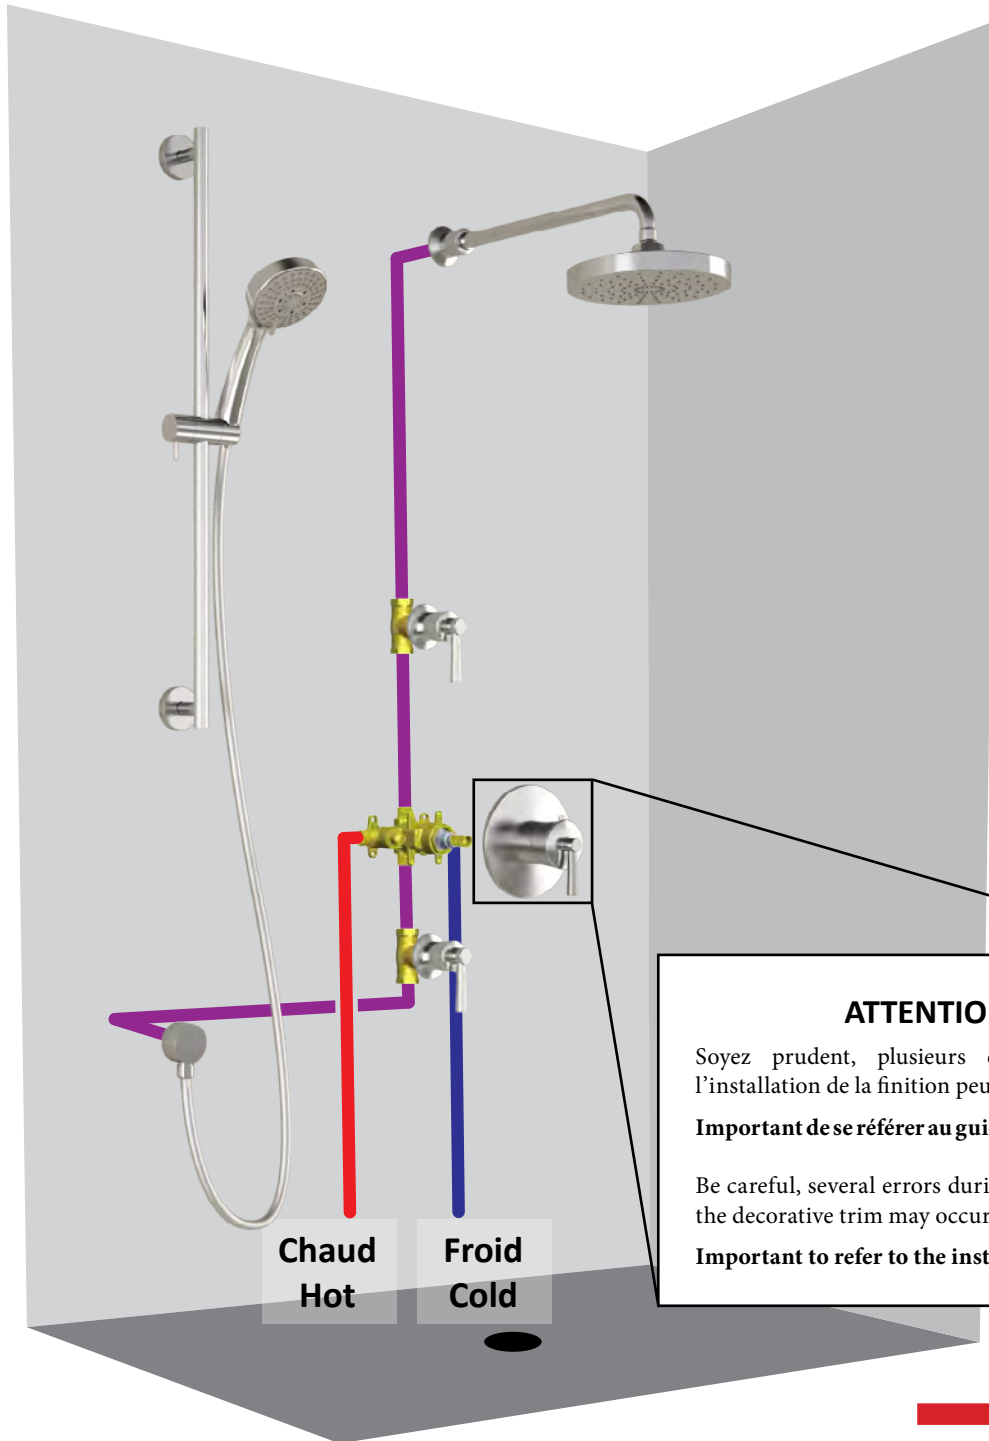 Chaud
Hot
Froid
Cold
ATTENTIO
Soyez prudent, plusieurs
l’installation de la finition peu
Important de se référer au gui
Be careful, several errors duri
the decorative trim may occur
Important to refer to the inst